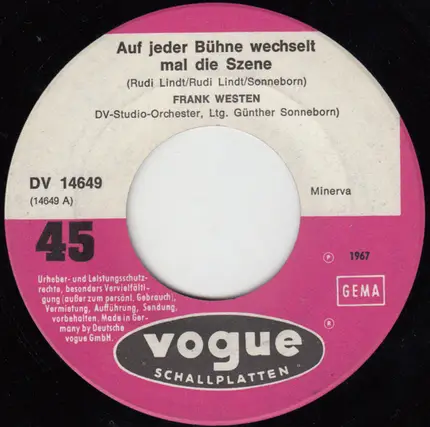 Auf jeder Bühne wechselt
mal die Szene
(Rudi Lindt/Rudi Lindt/Sonneborn)
FRANK WESTEN
DV-Studio-Orchester, Ltg. Günther Sonneborn)
DV 14649
(14649 A)
Minerva
45
Ⓟ 1967
Urheber- und Leistungsschutz-
rechte, besonders Vervielfälti-
gung (außer zum persönl. Gebrauch),
Vermietung, Aufführung, Sendung,
vorbehalten. Made in Ger-
many by Deutsche
vogue GmbH.
GEMA
®
vogue
SCHALLPLATTEN